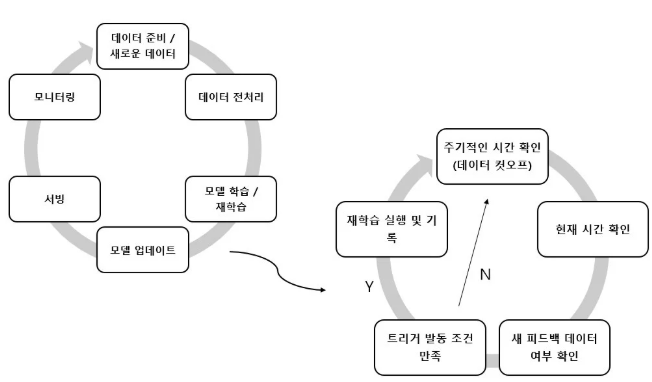 데이터 준비 /
새로운 데이터
데이터 전처리
모델 학습 /
재학습
모델 업데이트
서빙
모니터링
주기적인 시간 확인
(데이터 컷오프)
현재 시간 확인
새 피드백 데이터
여부 확인
트리거 발동 조건
만족
Y
N
재학습 실행 및 기
록